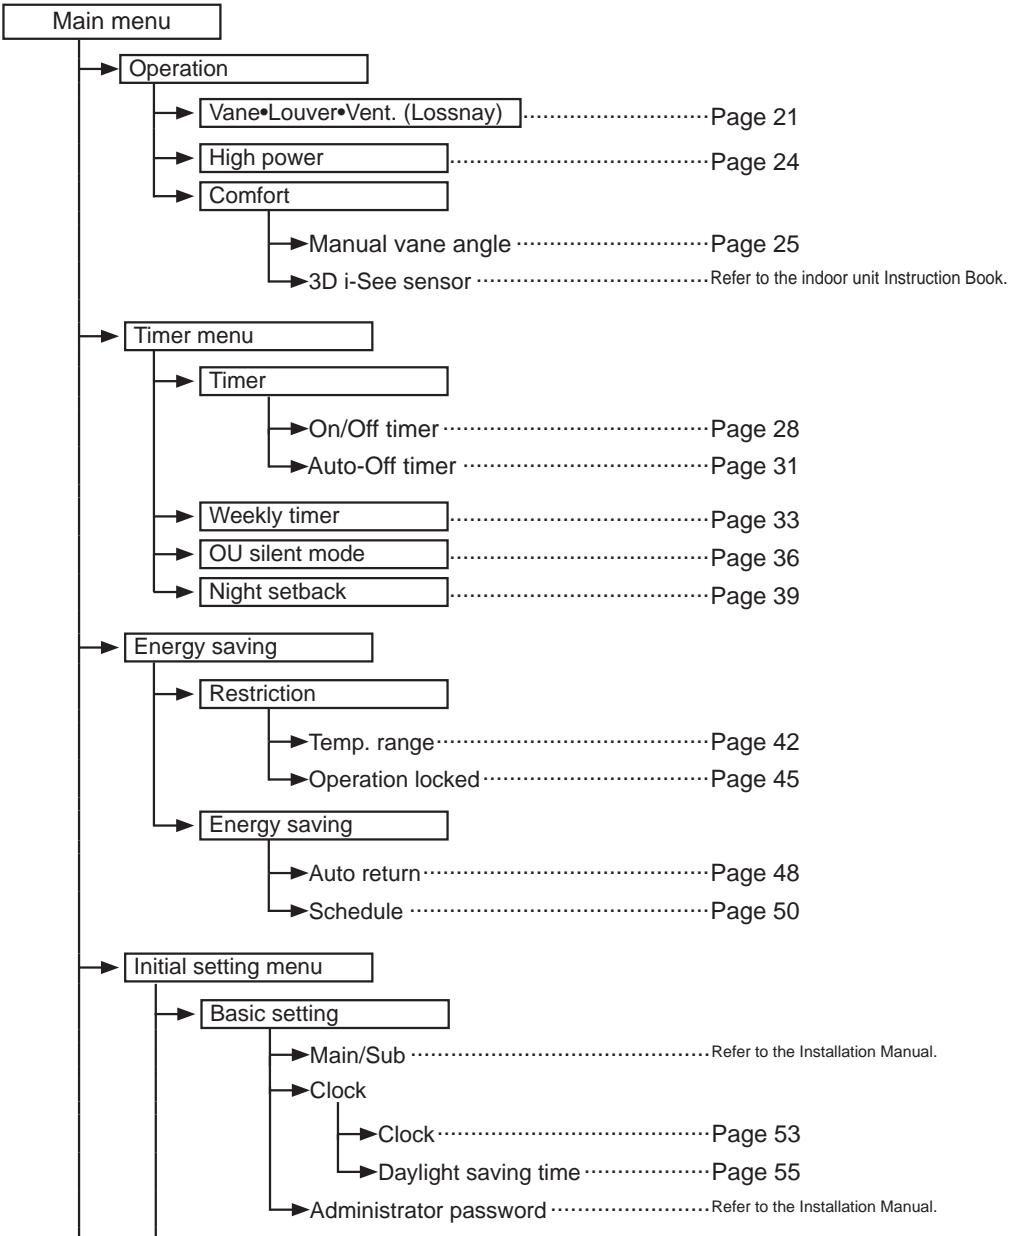 Main menu
Operation
Vane•Louver•Vent. (Lossnay) Page 21
High power Page 24
Comfort
Manual vane angle Page 25
3D i-See sensor Refer to the indoor unit Instruction Book.
Timer menu
Timer
On/Off timer Page 28
Auto-Off timer Page 31
Weekly timer Page 33
OU silent mode Page 36
Night setback Page 39
Energy saving
Restriction
Temp. range Page 42
Operation locked Page 45
Energy saving
Auto return Page 48
Schedule Page 50
Initial setting menu
Basic setting
Main/Sub Refer to the Installation Manual.
Clock
Clock Page 53
Daylight saving time Page 55
Administrator password Refer to the Installation Manual.